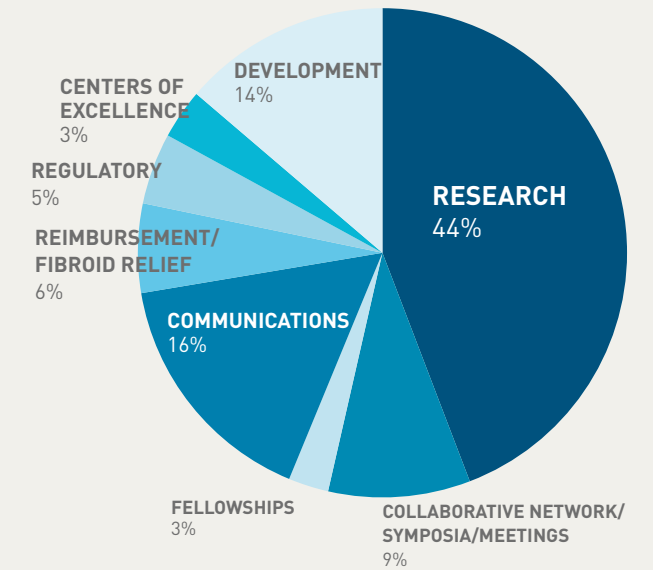 DEVELOPMENT
14%
CENTERS OF
EXCELLENCE
3%
REGULATORY
5%
REIMBURSEMENT/
FIBROID RELIEF
6%
RESEARCH
44%
COMMUNICATIONS
16%
FELLOWSHIPS
3%
COLLABORATIVE NETWORK/
SYMPOSIA/MEETINGS
9%